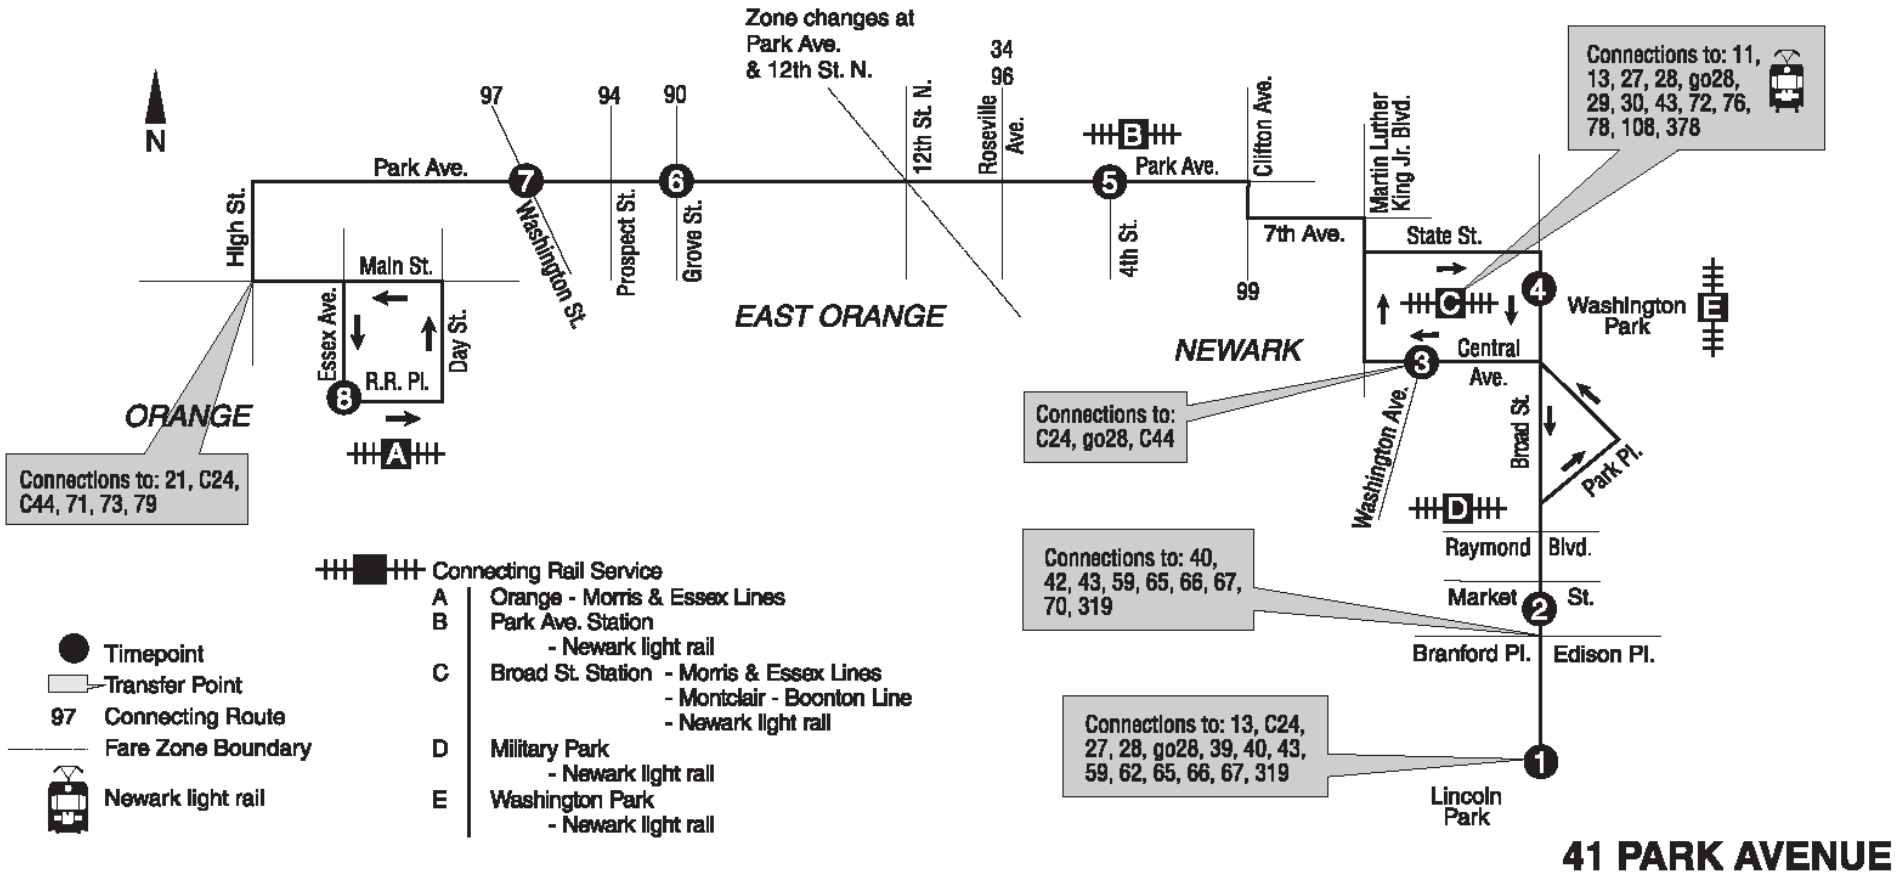 Zone changes at
Park Ave.
& 12th St. N.
34
96
97
94
90
N
Park Ave.
7
6
5
Park Ave.
B
12th St. N.
Roseville
Ave.
Clifton Ave.
Martin Luther
King Jr. Blvd.
Connections to: 11,
13, 27, 28, go28,
29, 30, 43, 72, 76,
78, 108, 378
High St.
Washington St.
Prospect St.
Grove St.
4th St.
99
7th Ave.
State St.
Main St.
Essex Ave.
Day St.
R.R. Pl.
8
ORANGE
A
EAST ORANGE
NEWARK
C
4
Washington
Park
E
3
Central
Ave.
Washington Ave.
Broad St.
Park Pl.
D
Connections to:
C24, go28, C44
Connections to: 21, C24,
C44, 71, 73, 79
Raymond Blvd.
Connections to: 40,
42, 43, 59, 65, 66, 67,
70, 319
Market St.
2
Branford Pl. Edison Pl.
Connections to: 13, C24,
27, 28, go28, 39, 40, 43,
59, 62, 65, 66, 67, 319
1
Lincoln
Park
Connecting Rail Service
A Orange - Morris & Essex Lines
B Park Ave. Station
- Newark light rail
C Broad St. Station - Morris & Essex Lines
- Montclair - Boonton Line
- Newark light rail
D Military Park
- Newark light rail
E Washington Park
- Newark light rail
Timepoint
Transfer Point
97 Connecting Route
Fare Zone Boundary
Newark light rail
41 PARK AVENUE